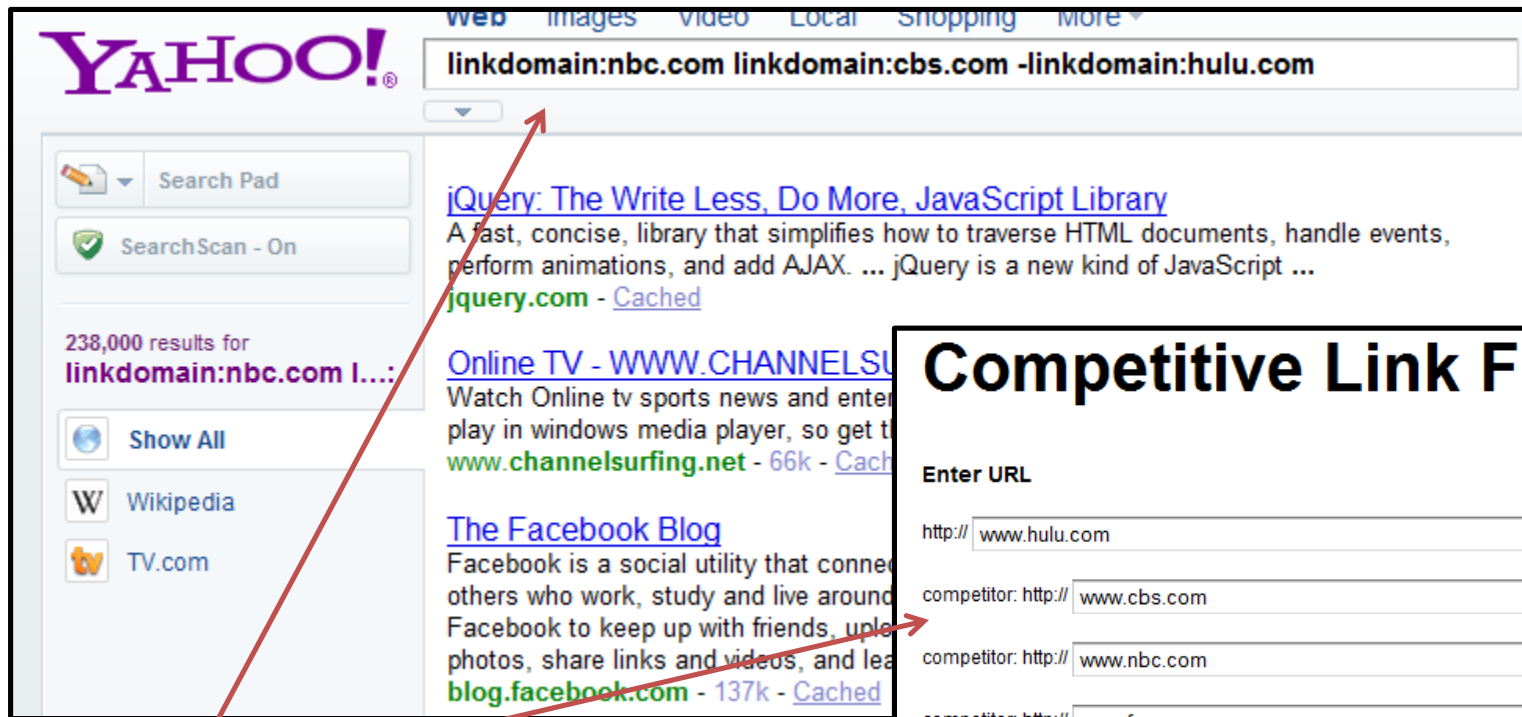 Web Images Video Local Shopping More
YAHOO!®
linkdomain:nbc.com linkdomain:cbs.com -linkdomain:hulu.com
Search Pad
SearchScan - On
238,000 results for
linkdomain:nbc.com l...:
Show All
W Wikipedia
tv TV.com
jQuery: The Write Less, Do More, JavaScript Library
A fast, concise, library that simplifies how to traverse HTML documents, handle events,
perform animations, and add AJAX. ... jQuery is a new kind of JavaScript ...
jquery.com - Cached
Online TV - WWW.CHANNELSU
Watch Online tv sports news and enter
play in windows media player, so get t
www.channelsurfing.net - 66k - Cach
The Facebook Blog
Facebook is a social utility that connec
others who work, study and live around
Facebook to keep up with friends, uplo
photos, share links and videos, and lea
blog.facebook.com - 137k - Cached
Competitive Link F
Enter URL
http:// www.hulu.com
competitor: http:// www.cbs.com
competitor: http:// www.nbc.com
competitor: http://